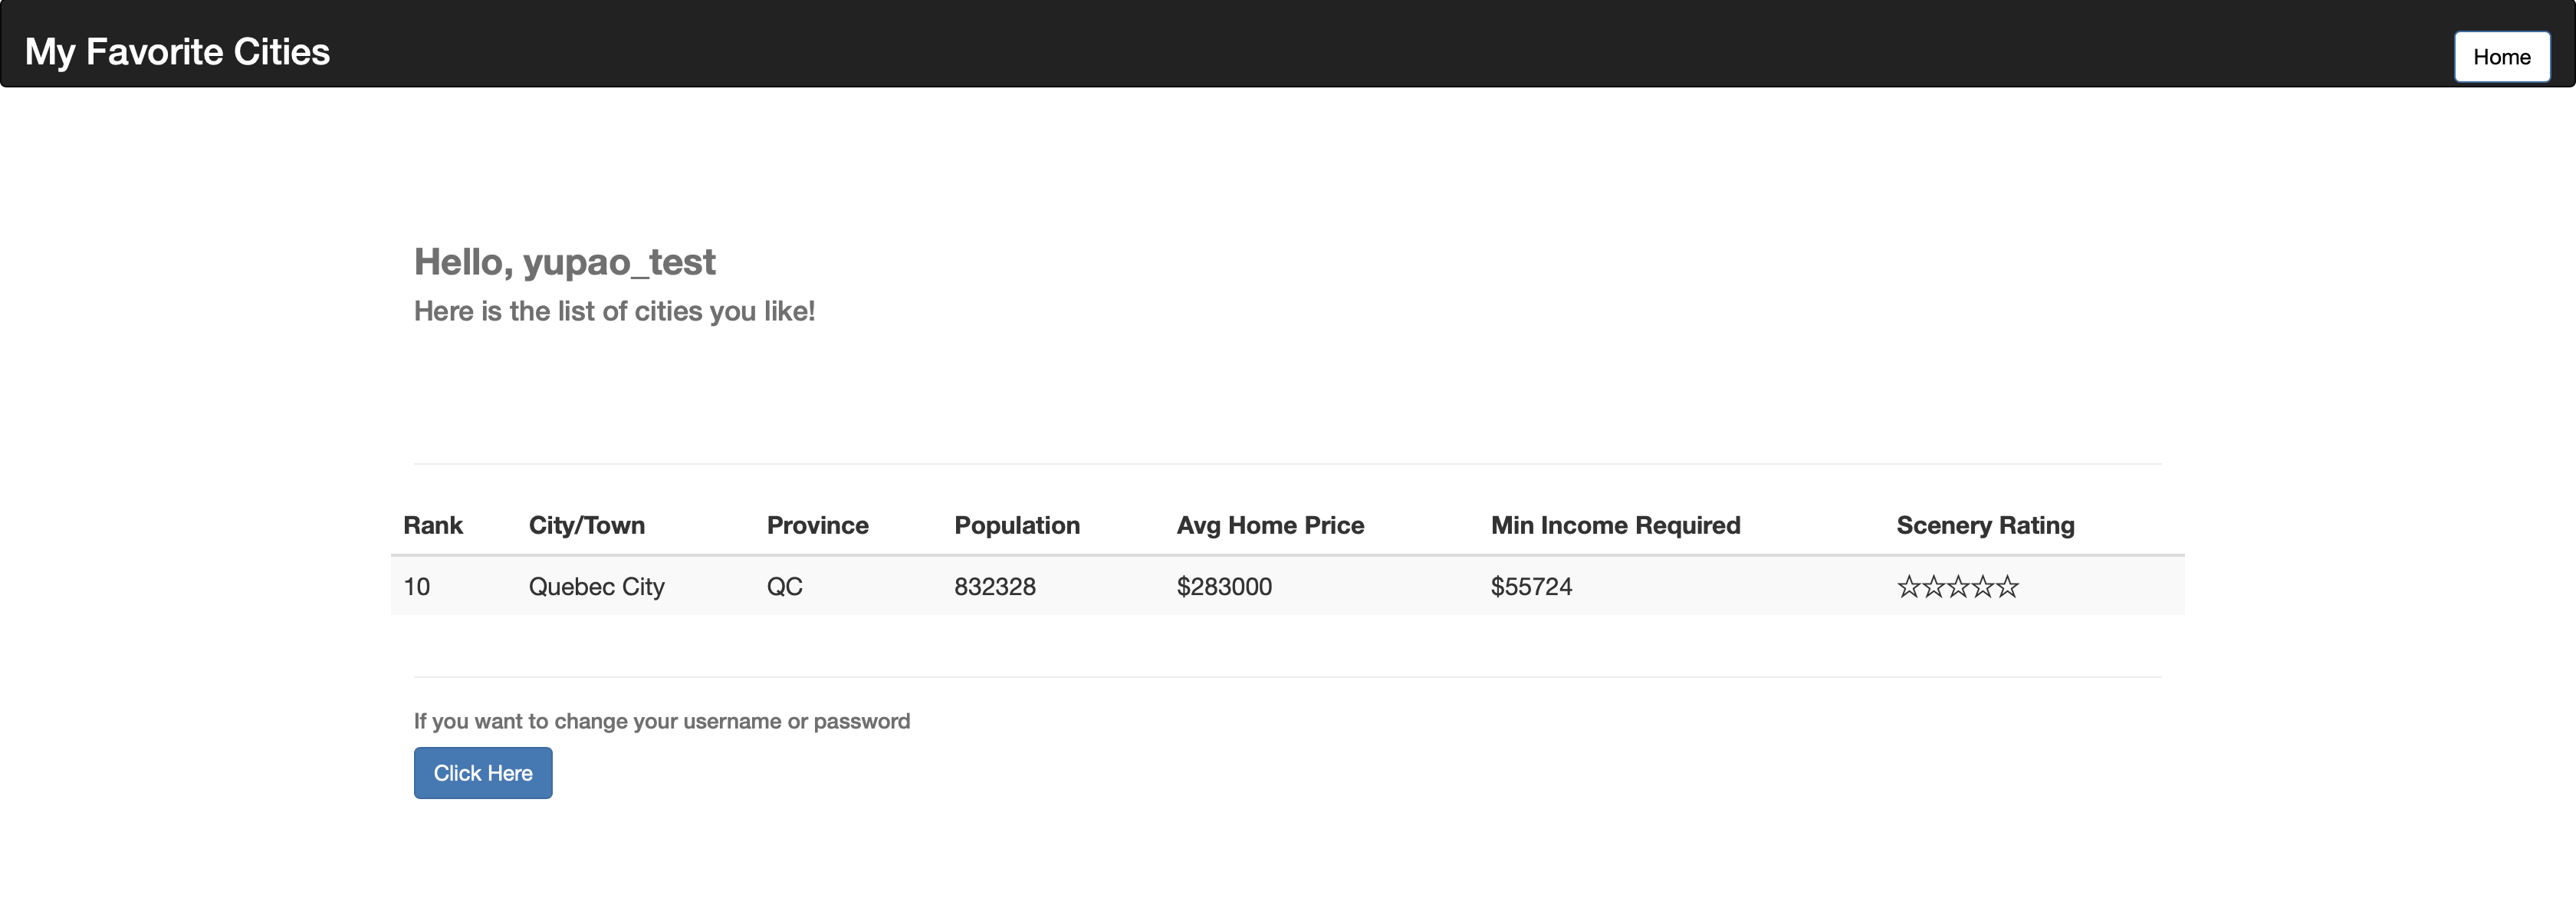 My Favorite Cities
Home
Hello, yupao_test
Here is the list of cities you like!
Rank City/Town Province Population Avg Home Price Min Income Required Scenery Rating
10 Quebec City QC 832328 $283000 $55724 ☆☆☆☆☆
If you want to change your username or password
Click Here